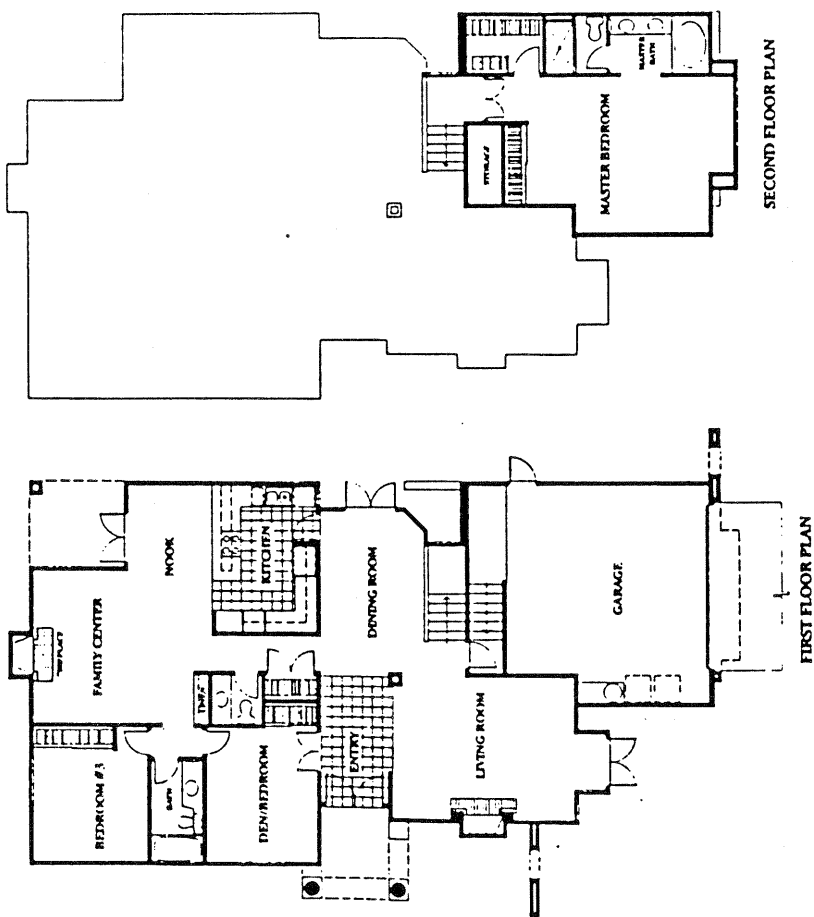 SECOND FLOOR PLAN
MASTER
BATH
MASTER BEDROOM
STORAGE
FIRST FLOOR PLAN
NOOK
KITCHEN
DINING ROOM
GARAGE
FAMILY CENTER
ENTRY
LIVING ROOM
BEDROOM #3
BATH
DEN/BEDROOM